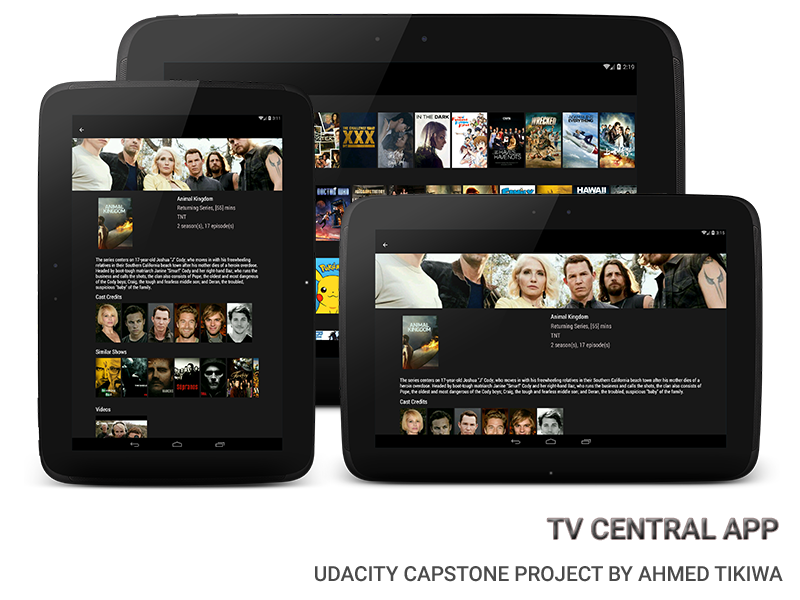 2:19
IN THE DARK
XXX
WRECKER
HAWAII
3:11
Animal Kingdom
Returning Series, [55] mins
TNT
2 season(s), 17 episode(s)
ANIMAL
KINGDOM
The series centers on 17-year-old Joshua "J" Cody, who moves in with his freewheeling
relatives in their Southern California beach town after his mother dies of a heroin overdose.
Headed by boot-tough matriarch Janine "Smurf" Cody and her right-hand Baz, who runs the
business and calls the shots, the clan also consists of Pope, the oldest and most dangerous
of the Cody boys; Craig, the tough and fearless middle son; and Deran, the troubled,
suspicious "baby" of the family.
Cast Credits
Similar Shows
Sopranos
Videos
3:15
Animal Kingdom
Returning Series, [55] mins
TNT
2 season(s), 17 episode(s)
ANIMAL
KINGDOM
The series centers on 17-year-old Joshua "J" Cody, who moves in with his freewheeling relatives in their Southern California beach town after his mother dies of a
heroin overdose. Headed by boot-tough matriarch Janine "Smurf" Cody and her right-hand Baz, who runs the business and calls the shots, the clan also consists of
Pope, the oldest and most dangerous of the Cody boys; Craig, the tough and fearless middle son; and Deran, the troubled, suspicious "baby" of the family.
Cast Credits
TV CENTRAL APP
UDACITY CAPSTONE PROJECT BY AHMED TIKIWA